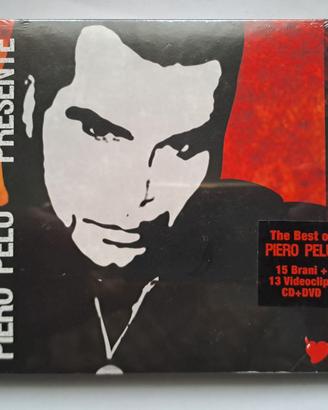 PIERO PELU' PRESENTE
The Best o
PIERO PELU
15 Brani +
13 Videoclip
CD+DVD